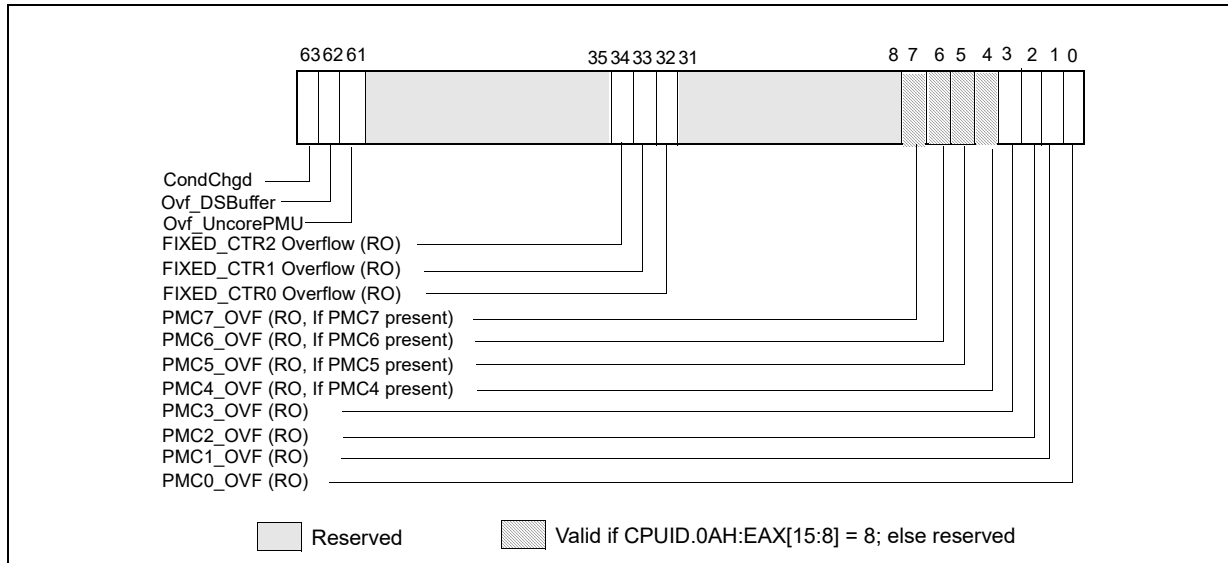 63 62 61 35 34 33 32 31 8 7 6 5 4 3 2 1 0
CondChgd
Ovf_DSBuffer
Ovf_UncorePMU
FIXED_CTR2 Overflow (RO)
FIXED_CTR1 Overflow (RO)
FIXED_CTR0 Overflow (RO)
PMC7_OVF (RO, If PMC7 present)
PMC6_OVF (RO, If PMC6 present)
PMC5_OVF (RO, If PMC5 present)
PMC4_OVF (RO, If PMC4 present)
PMC3_OVF (RO)
PMC2_OVF (RO)
PMC1_OVF (RO)
PMC0_OVF (RO)
Reserved Valid if CPUID.0AH:EAX[15:8] = 8; else reserved